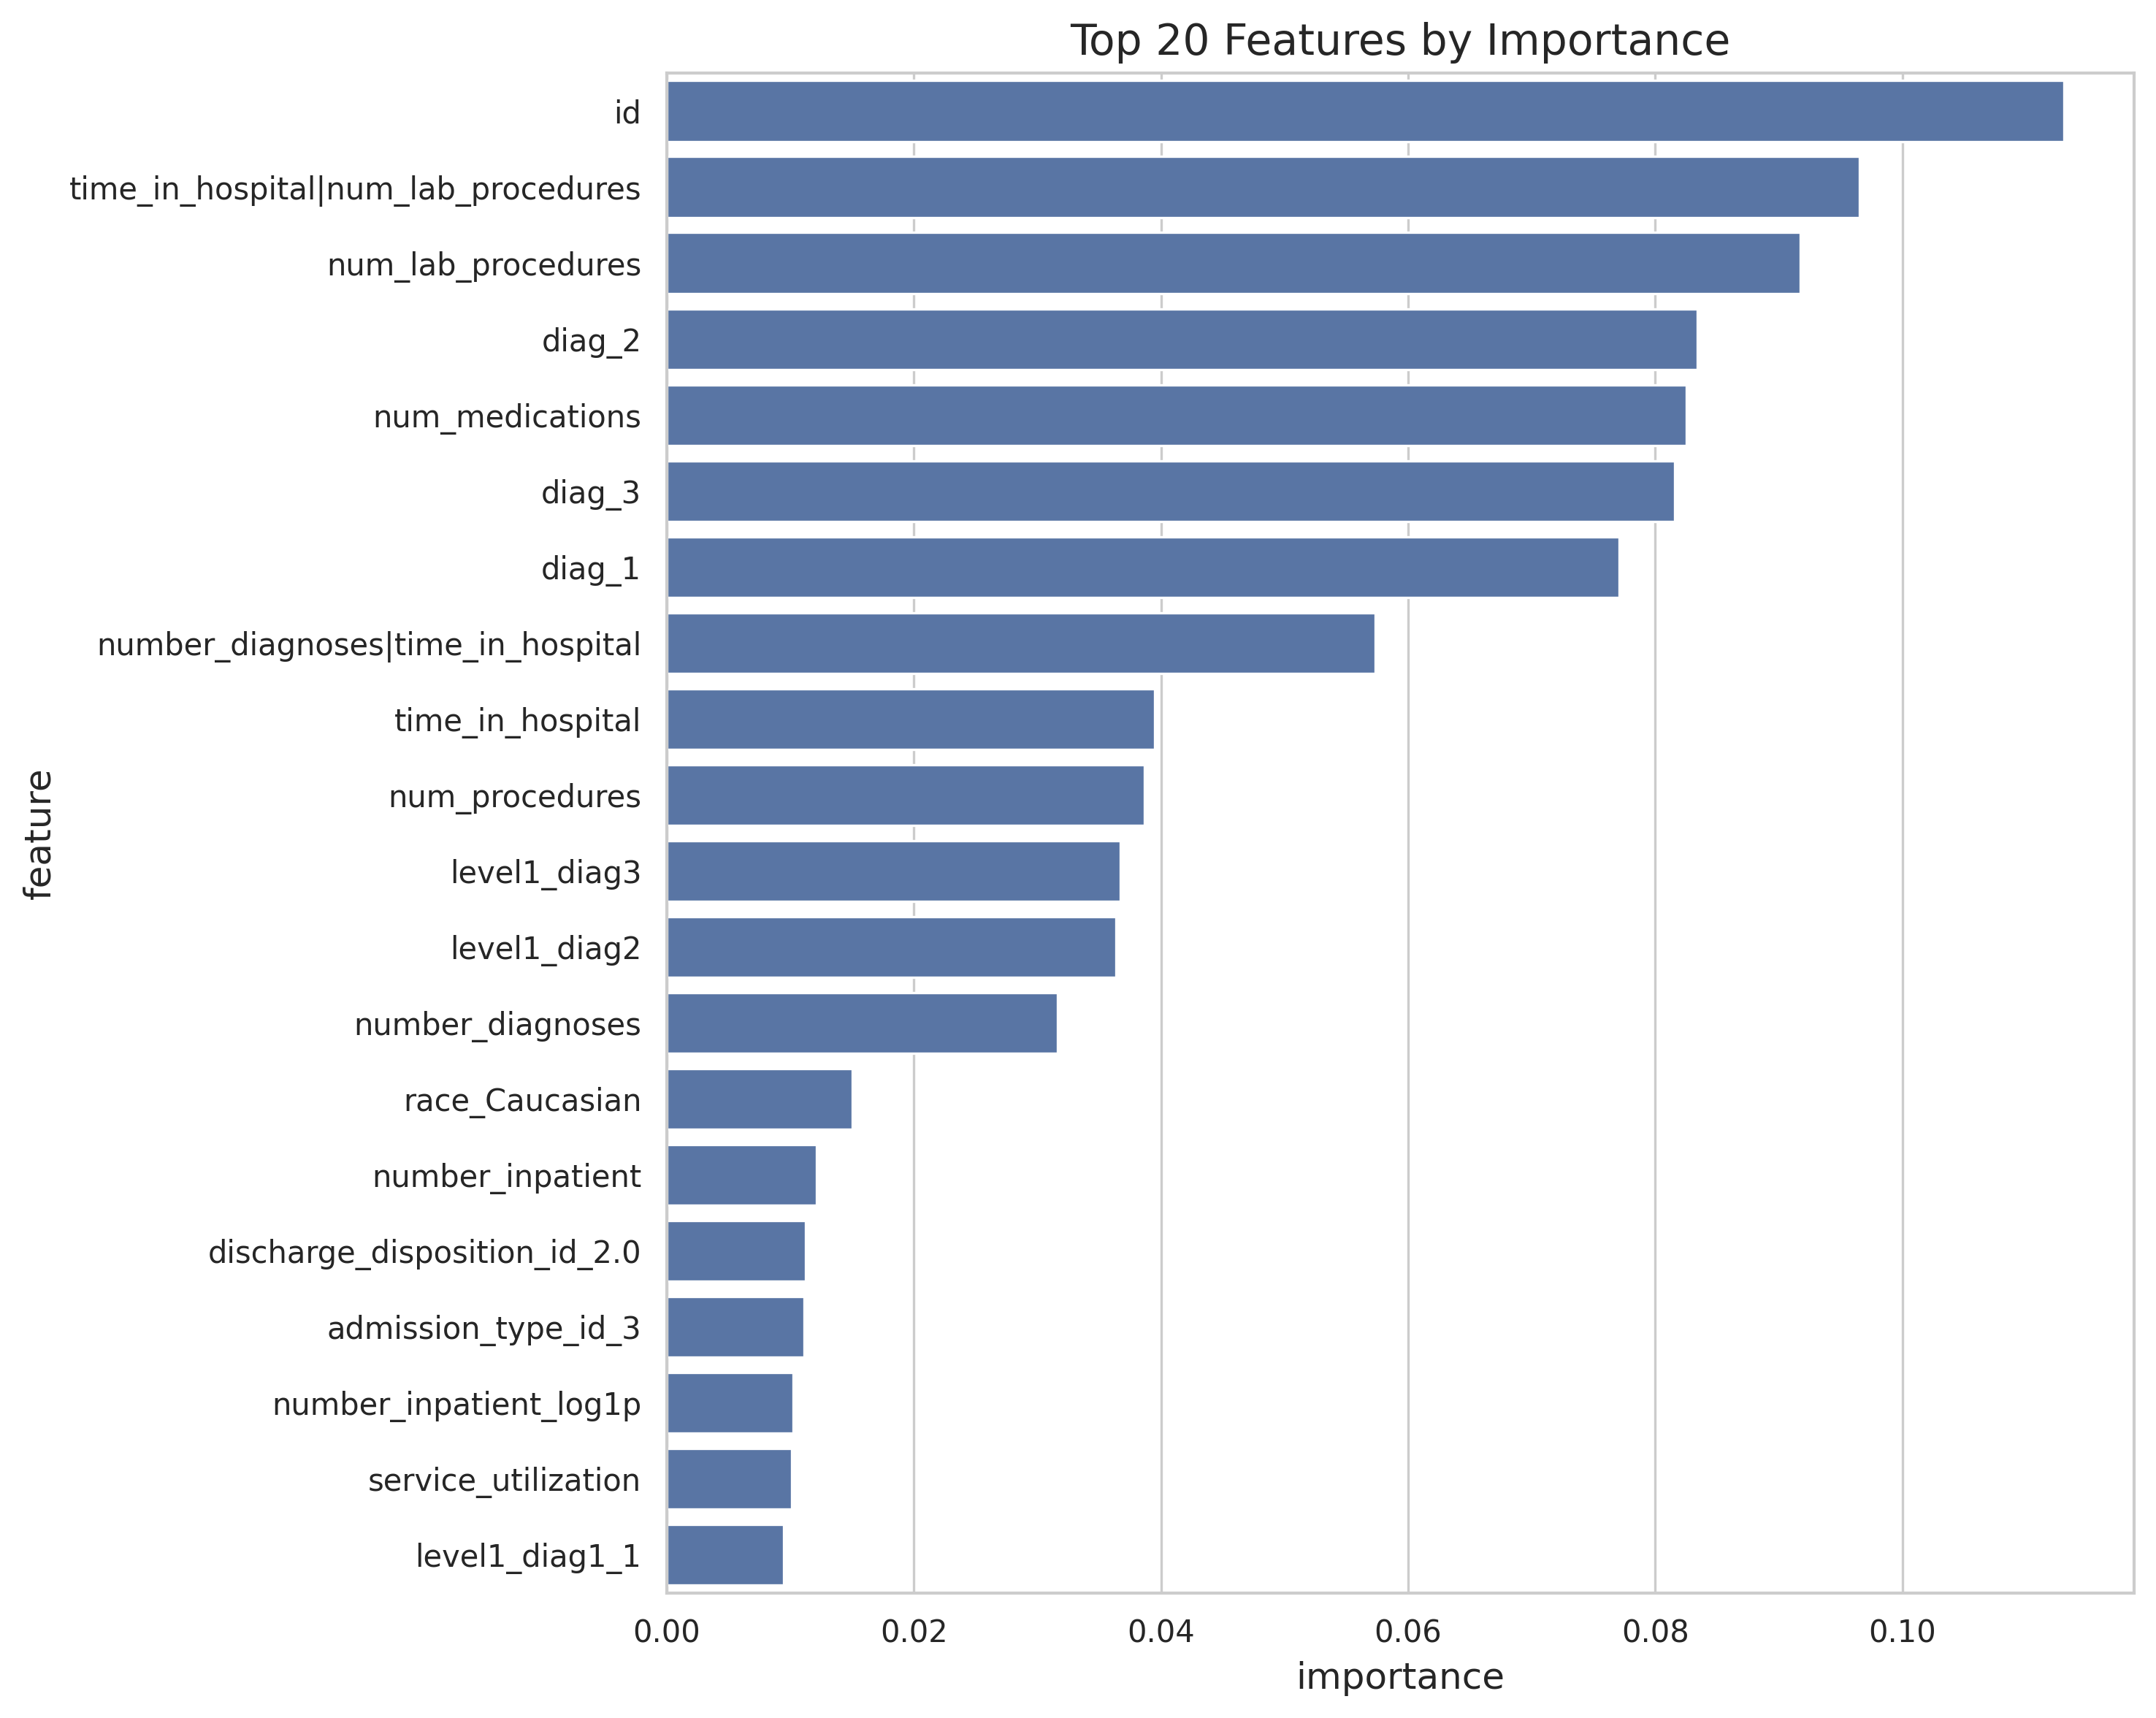 Top 20 Features by Importance
id
time_in_hospital|num_lab_procedures
num_lab_procedures
diag_2
num_medications
diag_3
diag_1
number_diagnoses|time_in_hospital
time_in_hospital
num_procedures
level1_diag3
level1_diag2
number_diagnoses
race_Caucasian
number_inpatient
discharge_disposition_id_2.0
admission_type_id_3
number_inpatient_log1p
service_utilization
level1_diag1_1
feature
0.00 0.02 0.04 0.06 0.08 0.10
importance